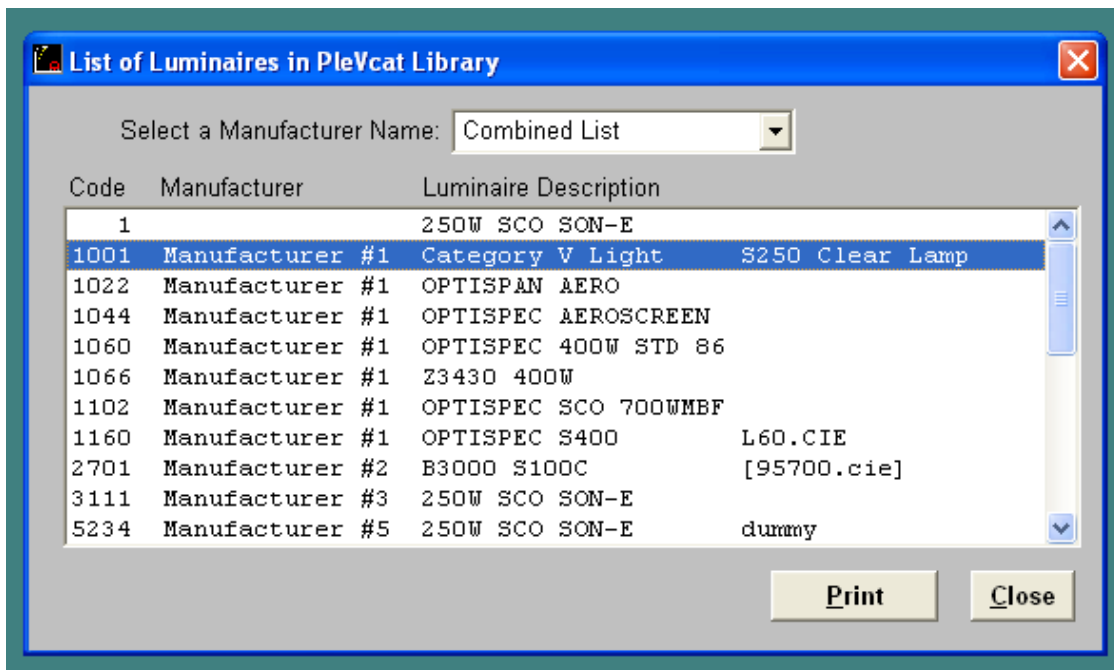 List of Luminaires in PleVcat Library
Select a Manufacturer Name: Combined List
Code Manufacturer Luminaire Description
1 250W SCO SON-E
1001 Manufacturer #1 Category V Light S250 Clear Lamp
1022 Manufacturer #1 OPTISPAN AERO
1044 Manufacturer #1 OPTISPEC AEROSCREEN
1060 Manufacturer #1 OPTISPEC 400W STD 86
1066 Manufacturer #1 Z3430 400W
1102 Manufacturer #1 OPTISPEC SCO 700WMBF
1160 Manufacturer #1 OPTISPEC S400 L60.CIE
2701 Manufacturer #2 B3000 S100C [95700.cie]
3111 Manufacturer #3 250W SCO SON-E
5234 Manufacturer #5 250W SCO SON-E dummy
Print Close